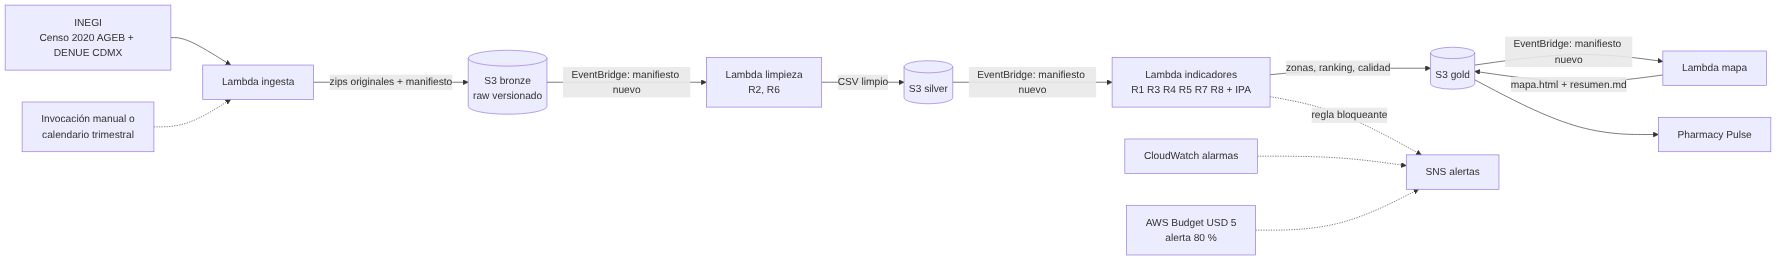 INEGI
Censo 2020 AGEB +
DENUE CDMX
Invocación manual o
calendario trimestral
Lambda ingesta
zips originales + manifiesto
S3 bronze
raw versionado
EventBridge: manifiesto
nuevo
Lambda limpieza
R2, R6
CSV limpio
S3 silver
EventBridge: manifiesto
nuevo
Lambda indicadores
R1 R3 R4 R5 R7 R8 + IPA
zonas, ranking, calidad
regla bloqueante
CloudWatch alarmas
AWS Budget USD 5
alerta 80 %
SNS alertas
S3 gold
EventBridge: manifiesto
nuevo
mapa.html + resumen.md
Lambda mapa
Pharmacy Pulse